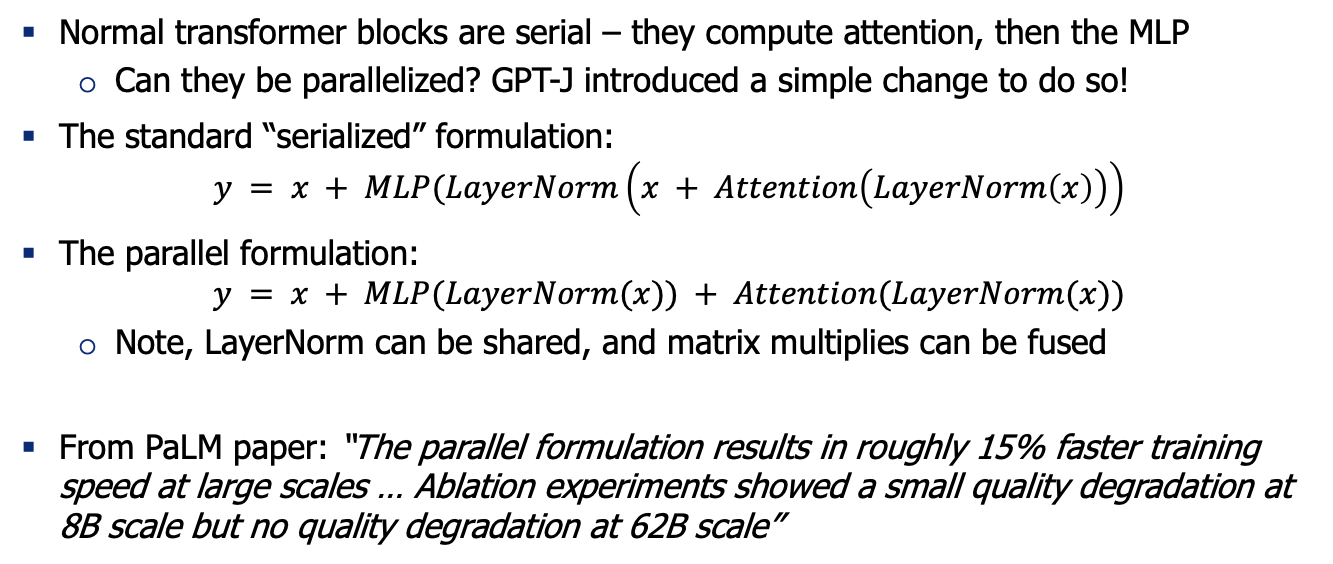 ▪ Normal transformer blocks are serial – they compute attention, then the MLP
o Can they be parallelized? GPT-J introduced a simple change to do so!
▪ The standard “serialized” formulation:
y = x + MLP(LayerNorm(x + Attention(LayerNorm(x)))
▪ The parallel formulation:
y = x + MLP(LayerNorm(x)) + Attention(LayerNorm(x))
o Note, LayerNorm can be shared, and matrix multiplies can be fused
▪ From PaLM paper: “The parallel formulation results in roughly 15% faster training
speed at large scales … Ablation experiments showed a small quality degradation at
8B scale but no quality degradation at 62B scale”